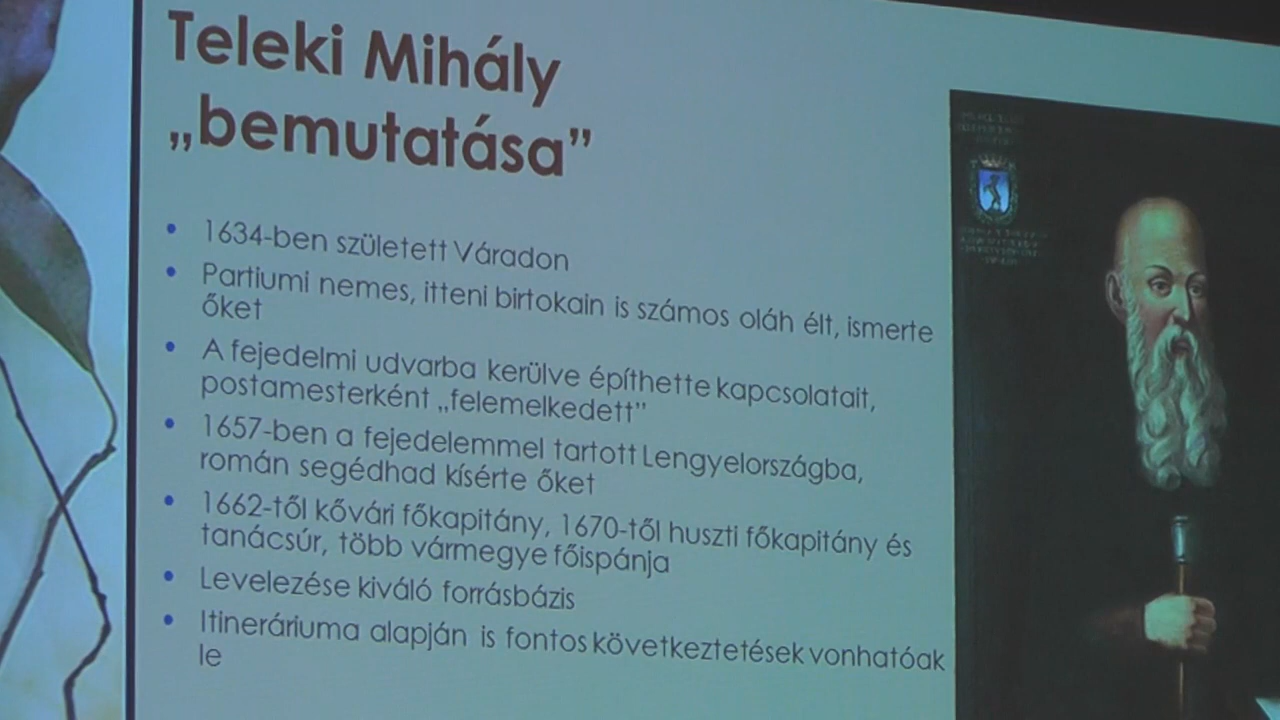 Teleki Mihály
„bemutatása”
• 1634-ben született Váradon
• Partiumi nemes, itteni birtokain is számos oláh élt, ismerte
őket
• A fejedelmi udvarba kerülve építhette kapcsolatait,
postamesterként „felemelkedett”
• 1657-ben a fejedelemmel tartott Lengyelországba,
román segédhad kísérte őket
• 1662-től kővári főkapitány, 1670-től huszti főkapitány és
tanácsúr, több vármegye főispánja
• Levelezése kiváló forrásbázis
• Itineráriuma alapján is fontos következtetések vonhatóak
le